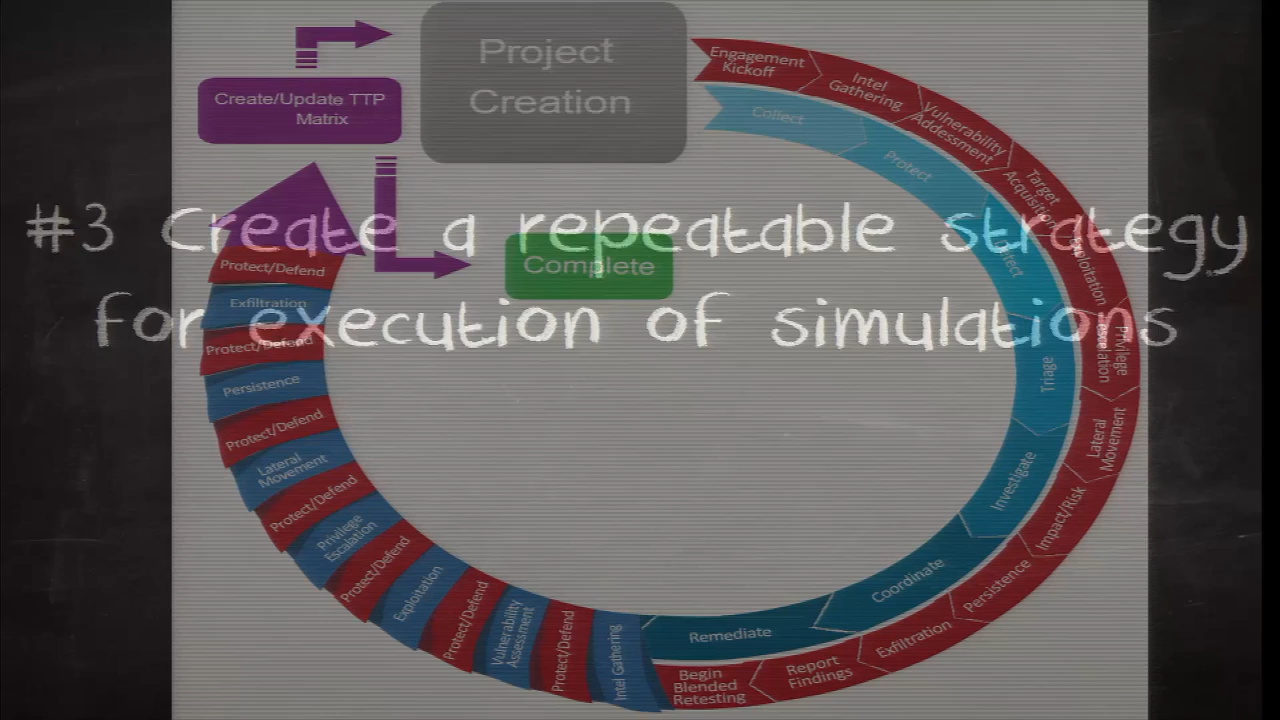 Project
Creation
Create/Update TTP
Matrix
#3 Create a repeatable strategy
for execution of simulations
Complete
Engagement
Kickoff
Intel
Gathering
Vulnerability
Addessment
Target
Acquisition
Exploitation
Privilege
Escalation
Lateral
Movement
Impact/Risk
Persistence
Exfiltration
Report
Findings
Begin
Blended
Retesting
Collect
Protect
Detect
Triage
Investigate
Coordinate
Remediate
Intel Gathering
Protect/Defend
Vulnerability
Assessment
Protect/Defend
Exploitation
Protect/Defend
Privilege
Escalation
Protect/Defend
Lateral
Movement
Protect/Defend
Persistence
Protect/Defend
Exfiltration
Protect/Defend